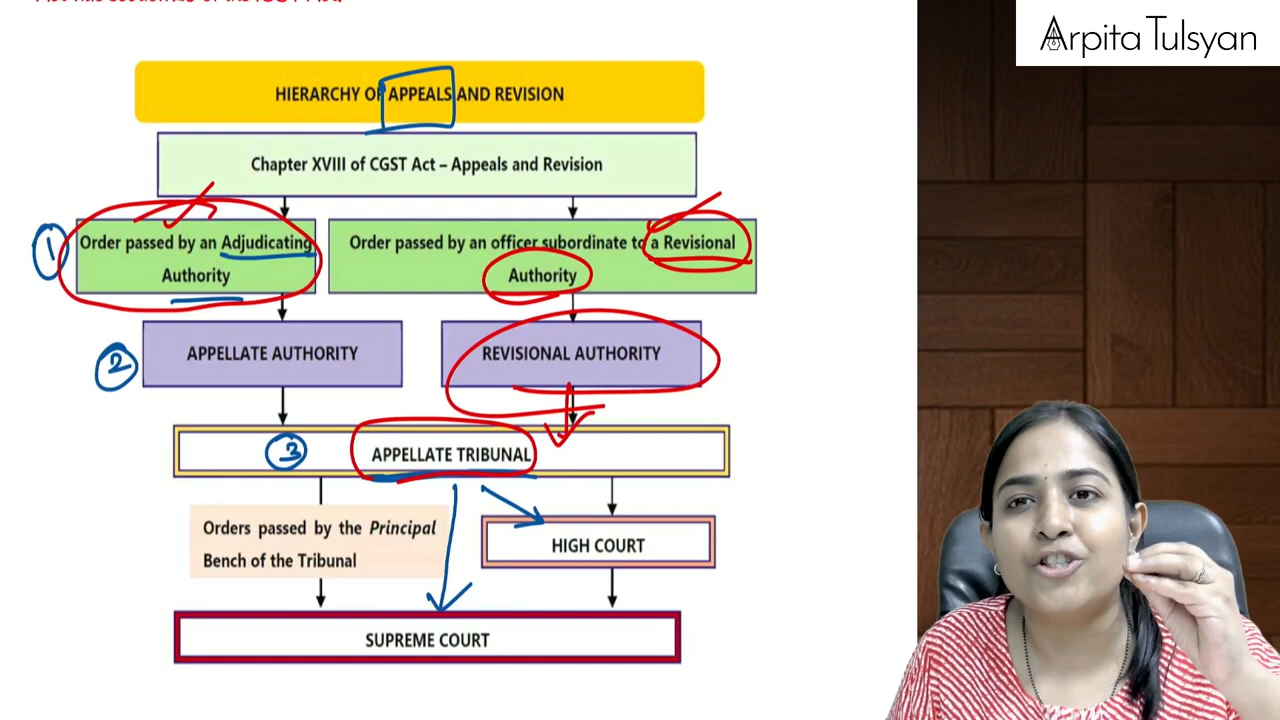 Arpita Tulsyan
HIERARCHY OF APPEALS AND REVISION
Chapter XVIII of CGST Act – Appeals and Revision
1
Order passed by an Adjudicating
Authority
Order passed by an officer subordinate to a Revisional
Authority
2
APPELLATE AUTHORITY
REVISIONAL AUTHORITY
3
APPELLATE TRIBUNAL
Orders passed by the Principal
Bench of the Tribunal
HIGH COURT
SUPREME COURT